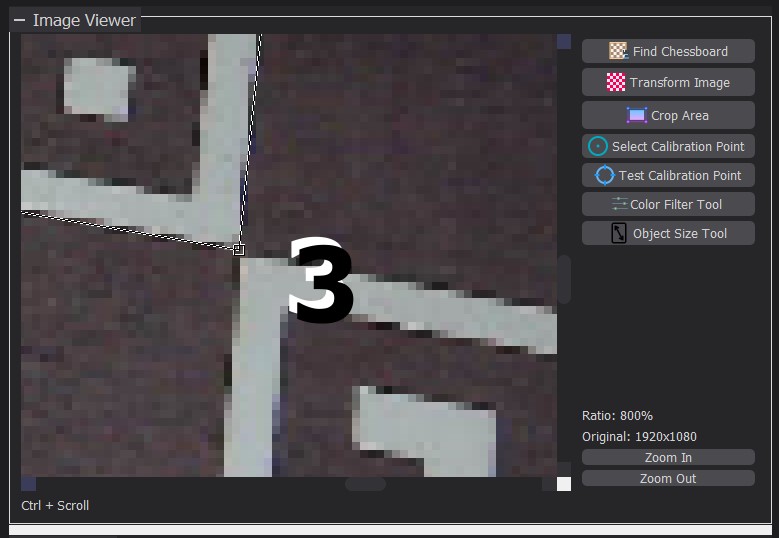 Image Viewer
Find Chessboard
Transform Image
Crop Area
Select Calibration Point
Test Calibration Point
Color Filter Tool
Object Size Tool
3
Ratio: 800%
Original: 1920x1080
Zoom In
Zoom Out
Ctrl + Scroll